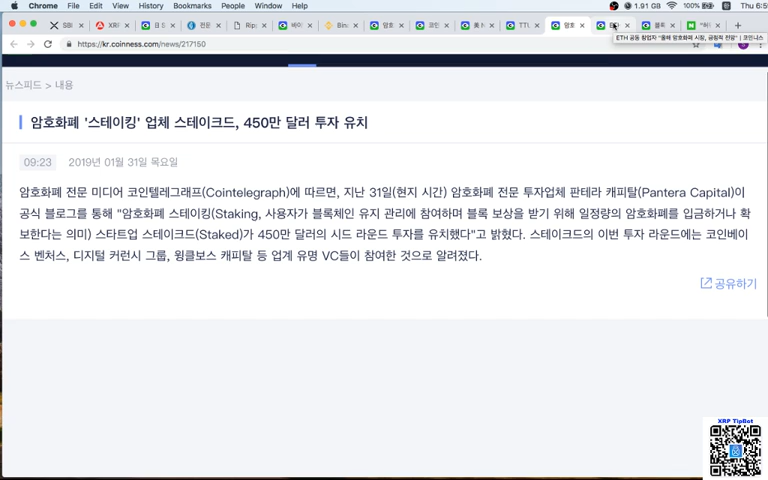 Chrome File Edit View History Bookmarks People Window Help 1.91 GB 100% Thu 6:5
SBI XRI Rip Bin TTL
https://kr.coinness.com/news/217150
ETH 공동 창업자 "올해 암호화폐 시장, 긍정적 전망" | 코인니스
뉴스피드 > 내용
암호화폐 '스테이킹' 업체 스테이크드, 450만 달러 투자 유치
09:23 2019년 01월 31일 목요일
암호화폐 전문 미디어 코인텔레그래프(Cointelegraph)에 따르면, 지난 31일(현지 시간) 암호화폐 전문 투자업체 판테라 캐피탈(Pantera Capital)이
공식 블로그를 통해 "암호화폐 스테이킹(Staking, 사용자가 블록체인 유지 관리에 참여하며 블록 보상을 받기 위해 일정량의 암호화폐를 입금하거나 확
보한다는 의미) 스타트업 스테이크드(Staked)가 450만 달러의 시드 라운드 투자를 유치했다"고 밝혔다. 스테이크드의 이번 투자 라운드에는 코인베이
스 벤처스, 디지털 커런시 그룹, 윙클보스 캐피탈 등 업계 유명 VC들이 참여한 것으로 알려졌다.
공유하기
XRP TipBot